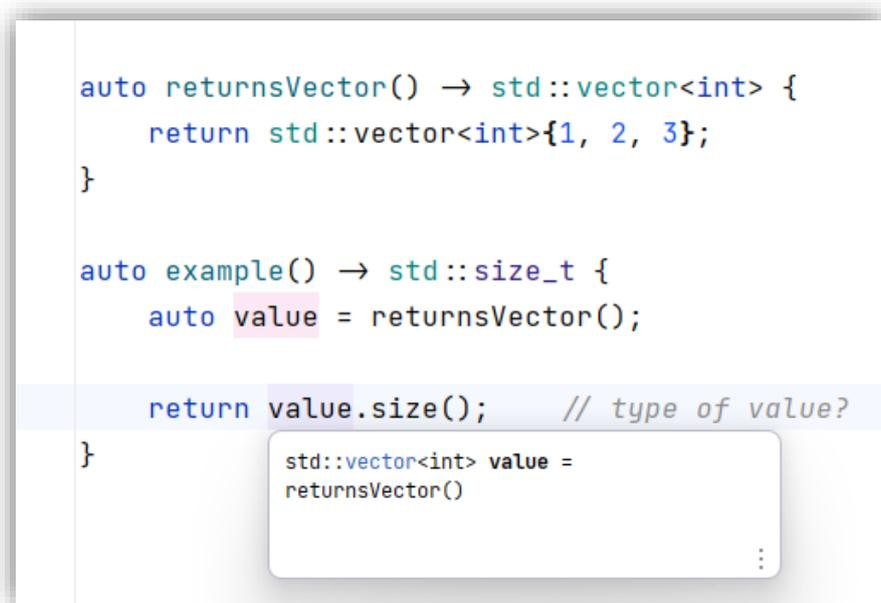 auto returnsVector() -> std::vector<int> {
return std::vector<int>{1, 2, 3};
}
auto example() -> std::size_t {
auto value = returnsVector();
return value.size();    // type of value?
}
std::vector<int> value =
returnsVector()